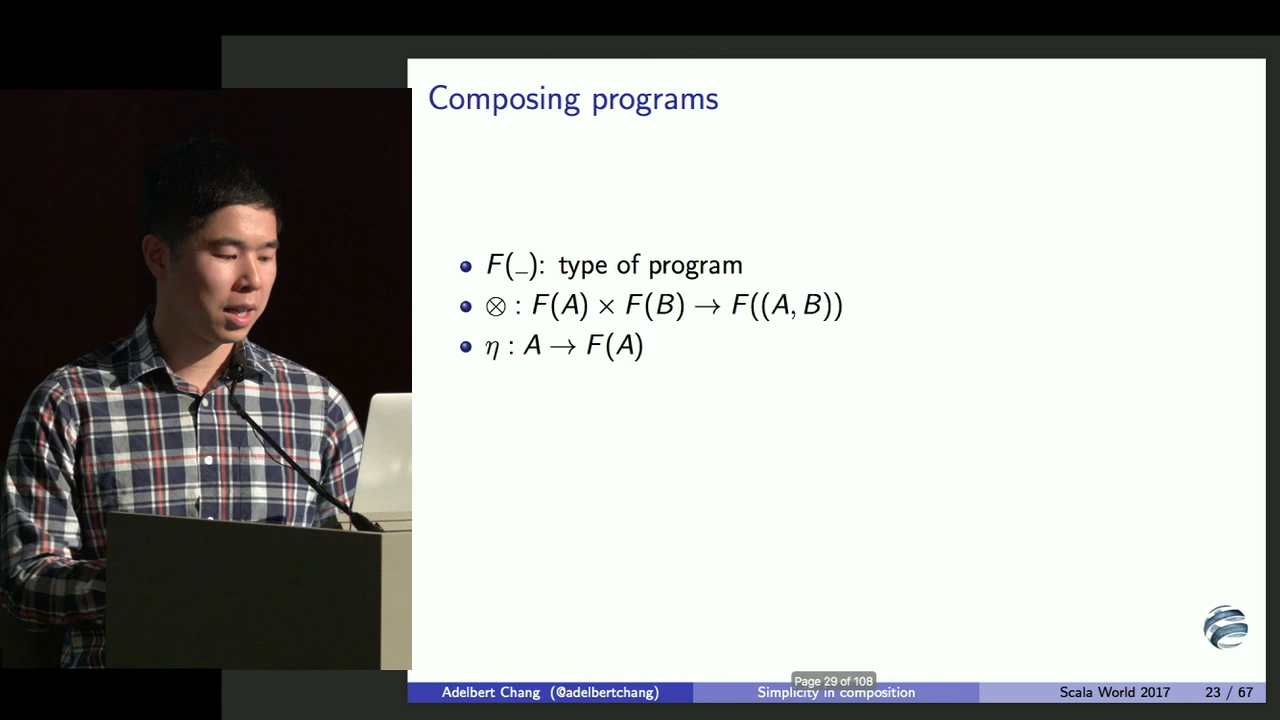 Composing programs
F(_): type of program
⊗ : F(A) × F(B) → F((A, B))
η : A → F(A)
Page 29 of 108
Adelbert Chang (@adelbertchang) Simplicity in composition Scala World 2017 23 / 67